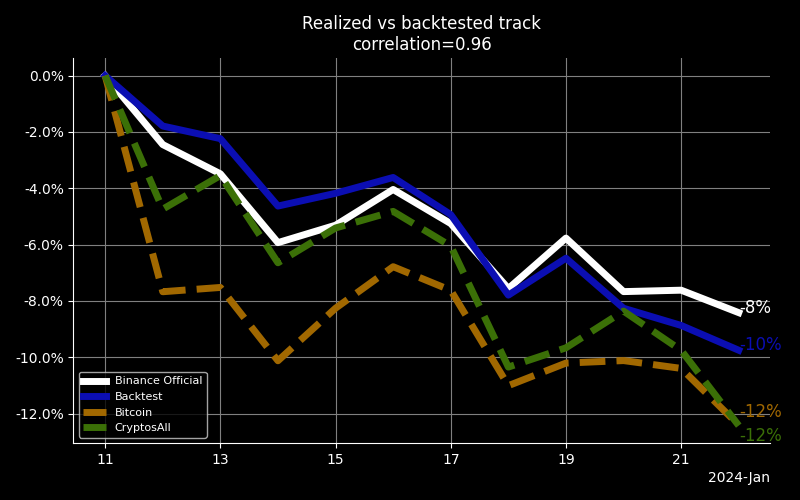 Realized vs backtested track
correlation=0.96
0.0%
-2.0%
-4.0%
-6.0%
-8.0%
-10.0%
-12.0%
-8%
-10%
-12%
-12%
Binance Official
Backtest
Bitcoin
CryptosAll
11 13 15 17 19 21
2024-Jan